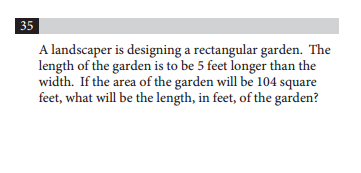 35
A landscaper is designing a rectangular garden. The
length of the garden is to be 5 feet longer than the
width. If the area of the garden will be 104 square
feet, what will be the length, in feet, of the garden?